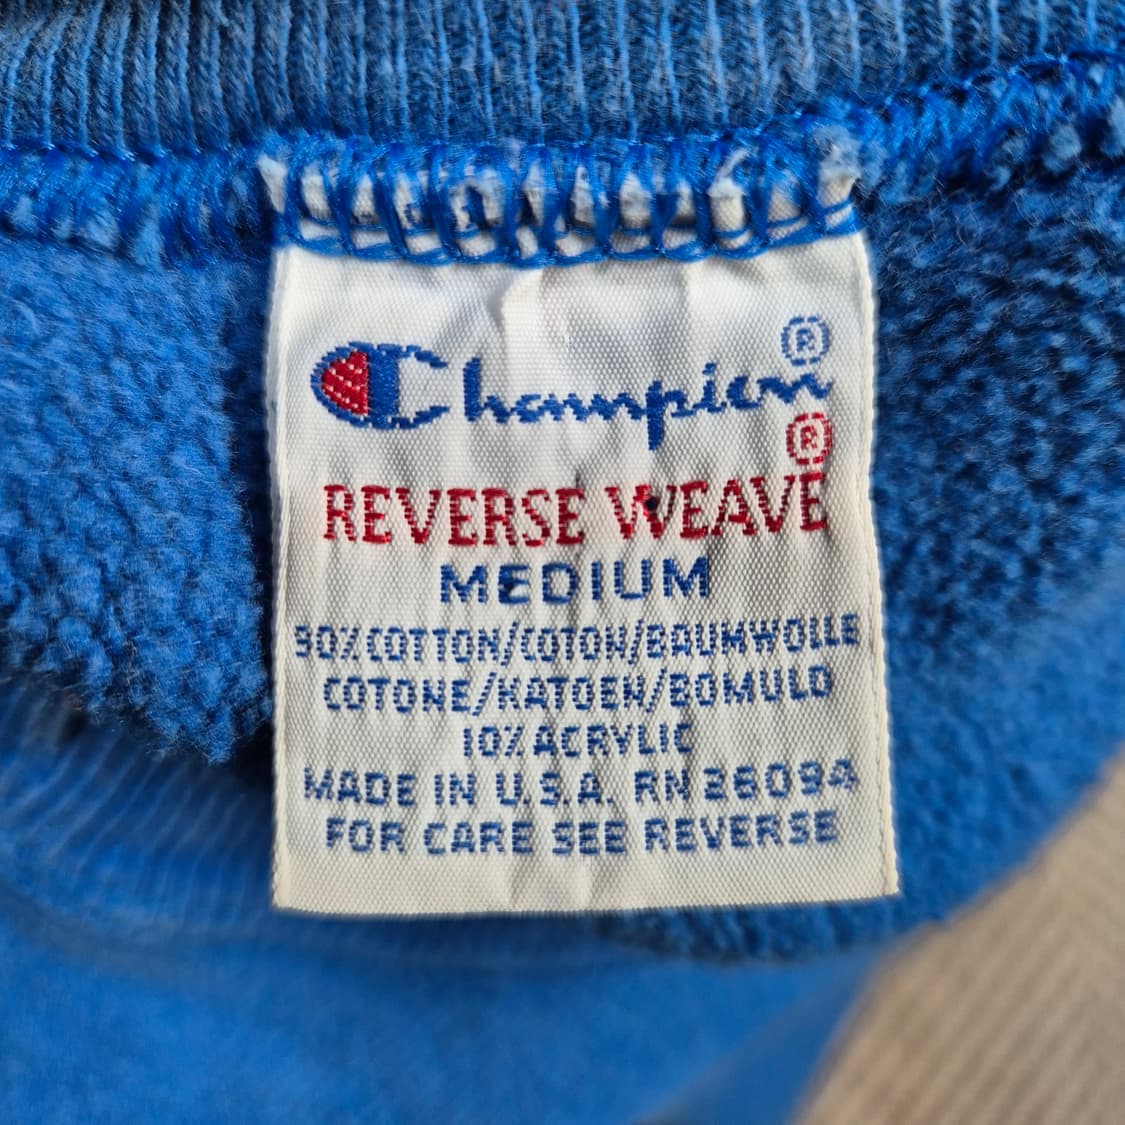 Champion®
REVERSE WEAVE®
MEDIUM
90% COTTON/COTON/BAUMWOLLE
COTONE/KATOEN/BOMULD
10% ACRYLIC
MADE IN U.S.A. RN 26094
FOR CARE SEE REVERSE